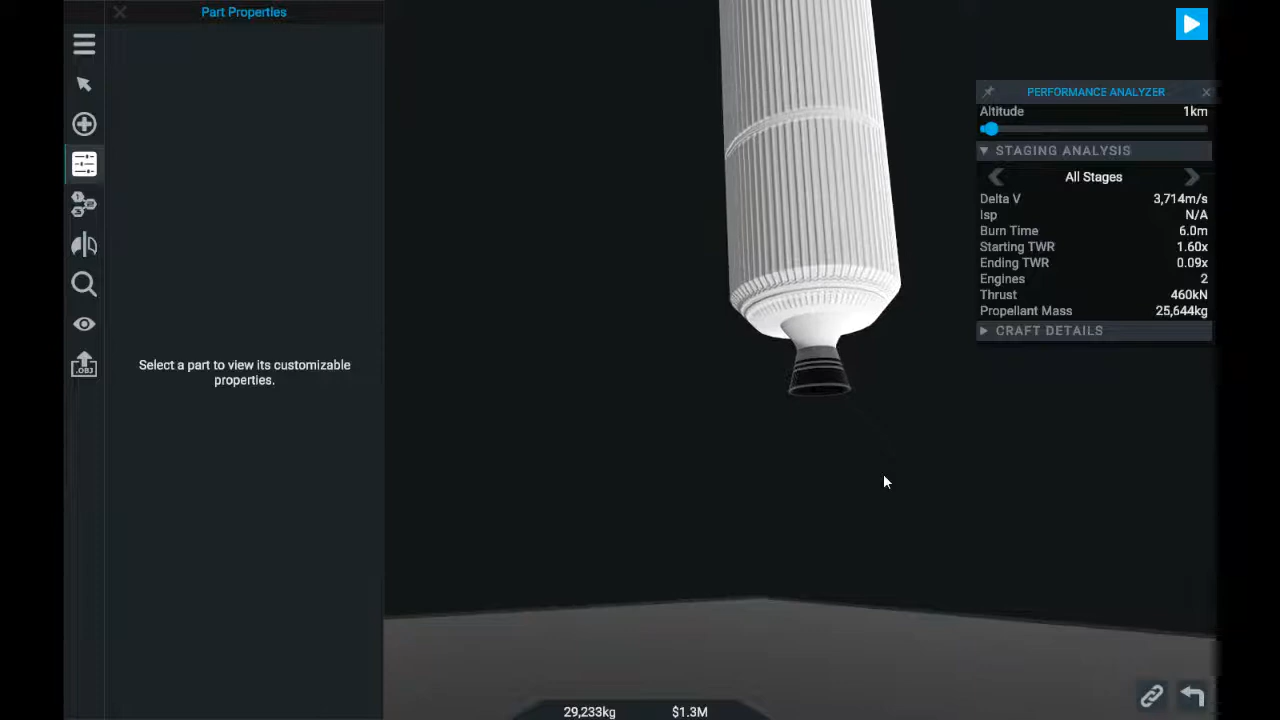 Part Properties
Select a part to view its customizable
properties.
PERFORMANCE ANALYZER
Altitude 1km
STAGING ANALYSIS
All Stages
Delta V 3,714m/s
Isp N/A
Burn Time 6.0m
Starting TWR 1.60x
Ending TWR 0.09x
Engines 2
Thrust 460kN
Propellant Mass 25,644kg
CRAFT DETAILS
.OBJ
29,233kg $1.3M